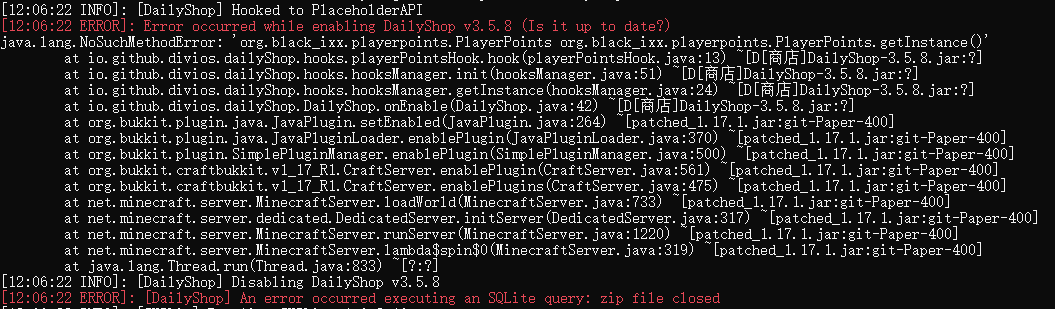 [12:06:22 INFO]: [DailyShop] Hooked to PlaceholderAPI
[12:06:22 ERROR]: Error occurred while enabling DailyShop v3.5.8 (Is it up to date?)
java.lang.NoSuchMethodError: 'org.black_ixx.playerpoints.PlayerPoints org.black_ixx.playerpoints.PlayerPoints.getInstance()'
at io.github.divios.dailyShop.hooks.playerPointsHook.hook(playerPointsHook.java:13) ~[D[商店]DailyShop-3.5.8.jar:?]
at io.github.divios.dailyShop.hooks.hooksManager.init(hooksManager.java:51) ~[D[商店]DailyShop-3.5.8.jar:?]
at io.github.divios.dailyShop.hooks.hooksManager.getInstance(hooksManager.java:24) ~[D[商店]DailyShop-3.5.8.jar:?]
at io.github.divios.dailyShop.DailyShop.onEnable(DailyShop.java:42) ~[D[商店]DailyShop-3.5.8.jar:?]
at org.bukkit.plugin.java.JavaPlugin.setEnabled(JavaPlugin.java:264) ~[patched_1.17.1.jar:git-Paper-400]
at org.bukkit.plugin.java.JavaPluginLoader.enablePlugin(JavaPluginLoader.java:370) ~[patched_1.17.1.jar:git-Paper-400]
at org.bukkit.plugin.SimplePluginManager.enablePlugin(SimplePluginManager.java:500) ~[patched_1.17.1.jar:git-Paper-400]
at org.bukkit.craftbukkit.v1_17_R1.CraftServer.enablePlugin(CraftServer.java:561) ~[patched_1.17.1.jar:git-Paper-400]
at org.bukkit.craftbukkit.v1_17_R1.CraftServer.enablePlugins(CraftServer.java:475) ~[patched_1.17.1.jar:git-Paper-400]
at net.minecraft.server.MinecraftServer.loadWorld(MinecraftServer.java:733) ~[patched_1.17.1.jar:git-Paper-400]
at net.minecraft.server.dedicated.DedicatedServer.initServer(DedicatedServer.java:317) ~[patched_1.17.1.jar:git-Paper-400]
at net.minecraft.server.MinecraftServer.runServer(MinecraftServer.java:1220) ~[patched_1.17.1.jar:git-Paper-400]
at net.minecraft.server.MinecraftServer.lambda$spin$0(MinecraftServer.java:319) ~[patched_1.17.1.jar:git-Paper-400]
at java.lang.Thread.run(Thread.java:833) ~[?:?]
[12:06:22 INFO]: [DailyShop] Disabling DailyShop v3.5.8
[12:06:22 ERROR]: [DailyShop] An error occurred executing an SQLite query: zip file closed